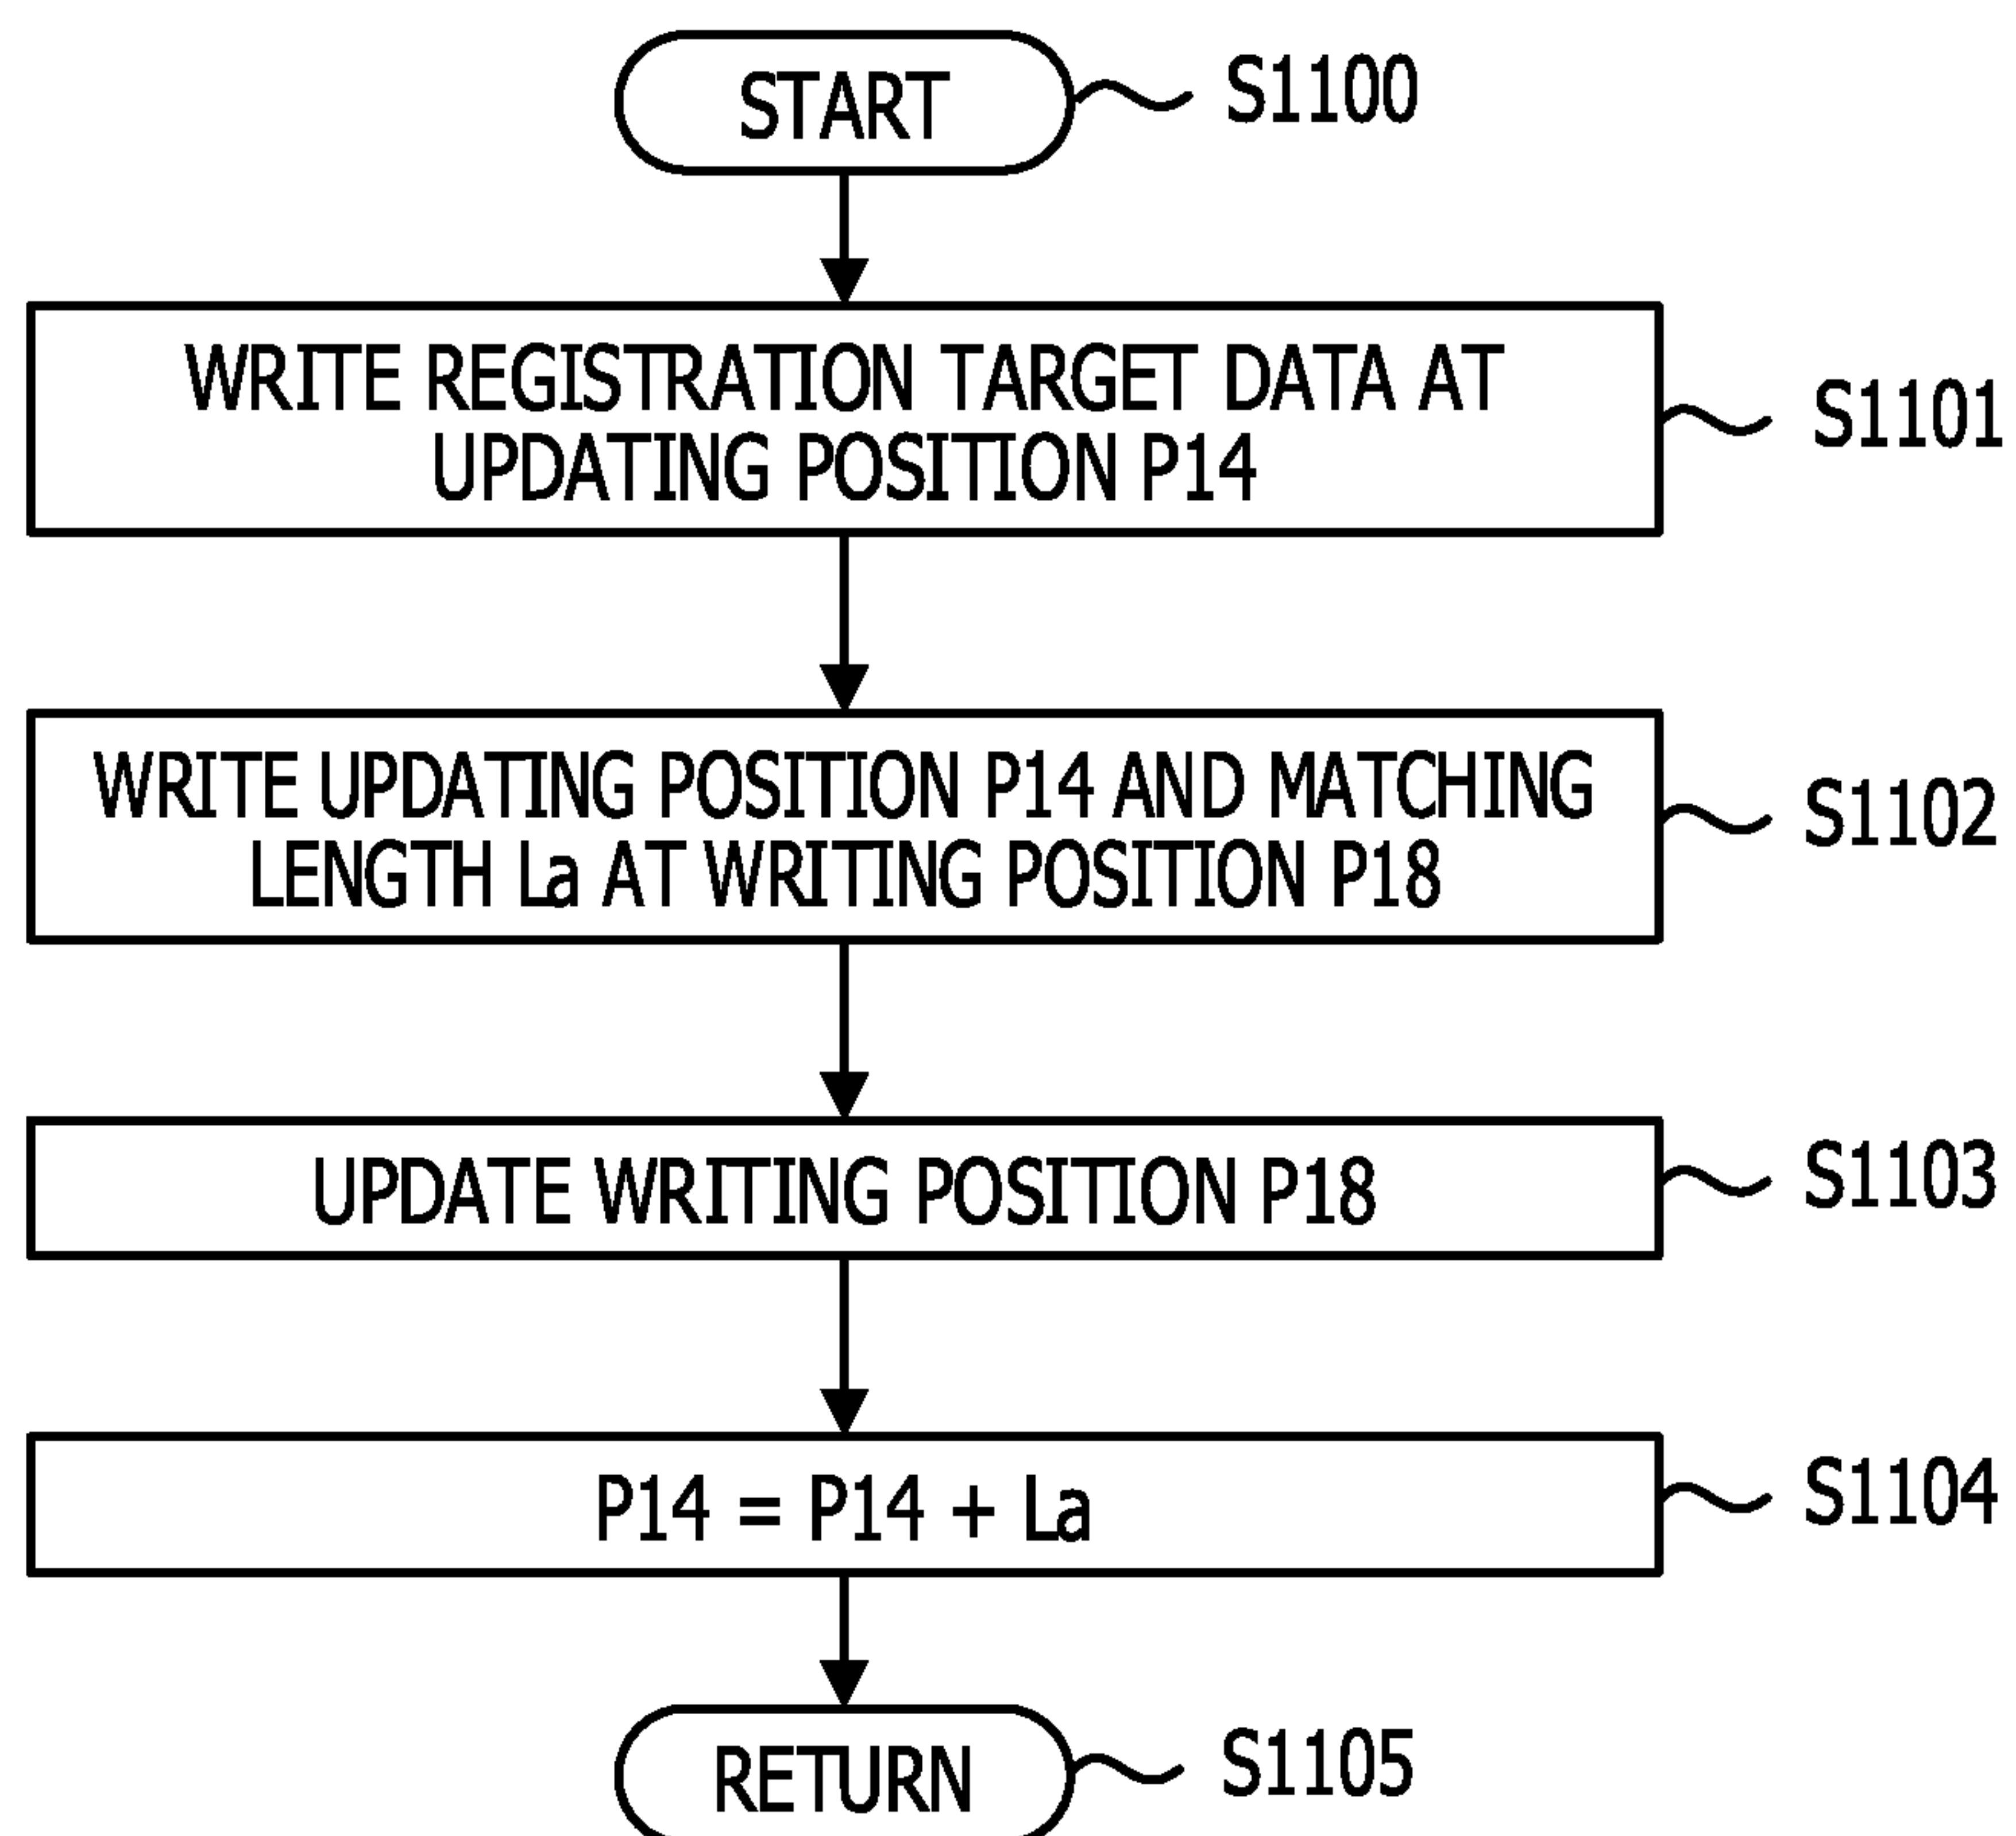 START
S1100
WRITE REGISTRATION TARGET DATA AT
UPDATING POSITION P14
S1101
WRITE UPDATING POSITION P14 AND MATCHING
LENGTH La AT WRITING POSITION P18
S1102
UPDATE WRITING POSITION P18
S1103
P14 = P14 + La
S1104
RETURN
S1105